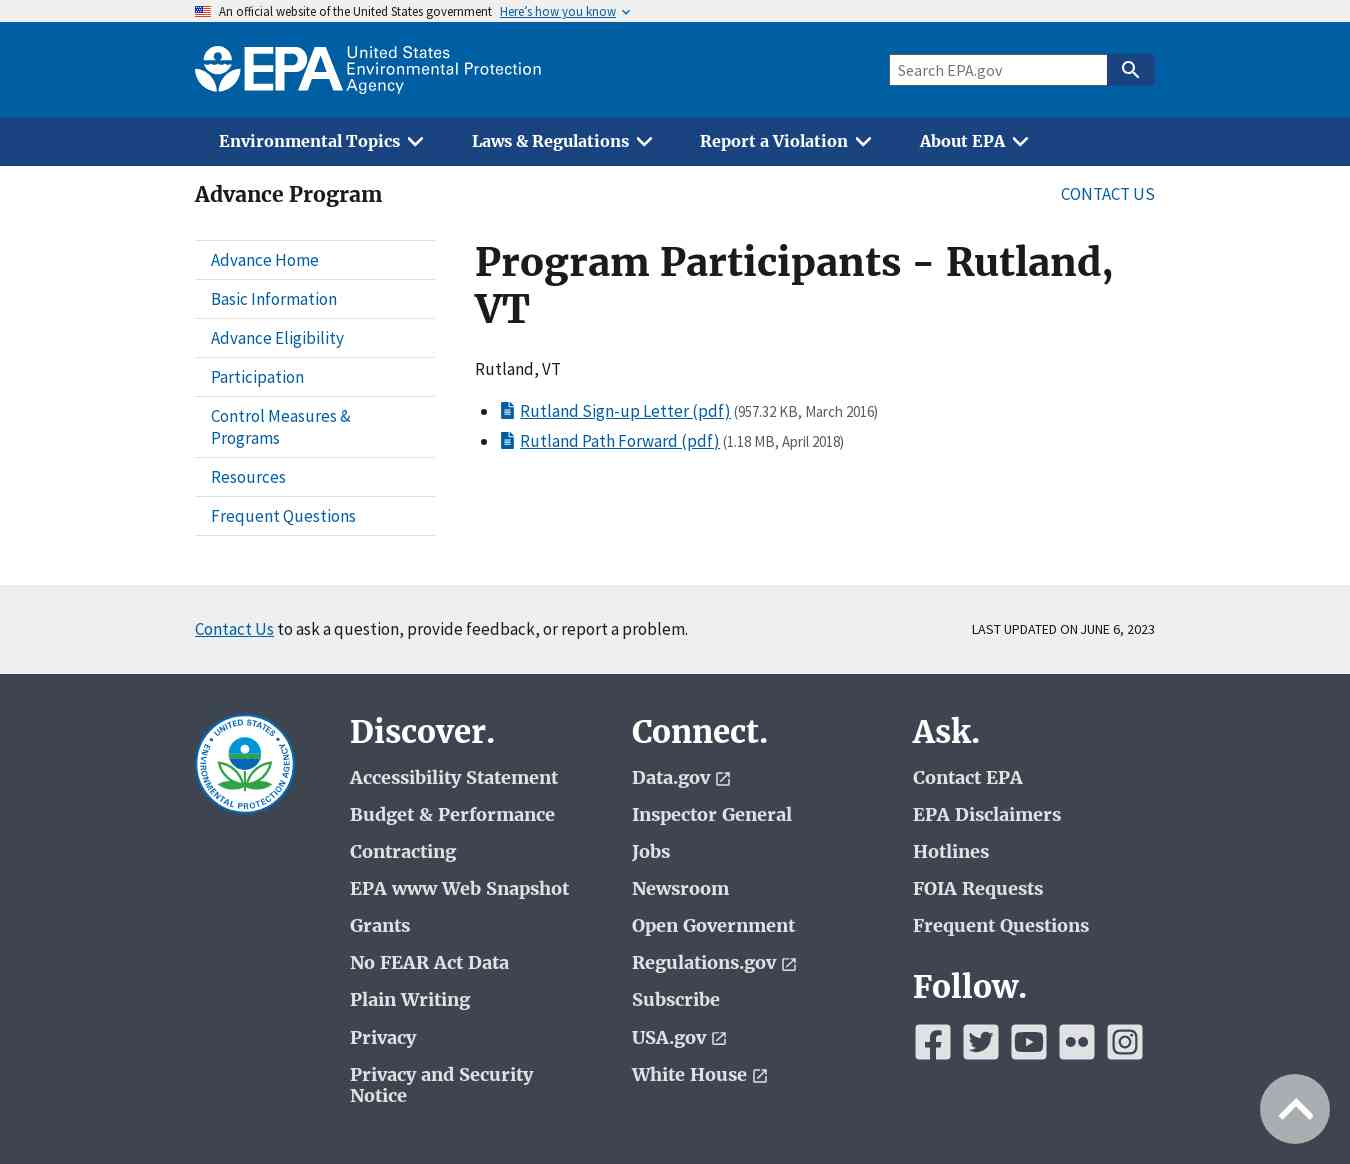 An official website of the United States government Here's how you know
EPA United States
Environmental Protection
Agency
Search EPA.gov
Environmental Topics Laws & Regulations Report a Violation About EPA
Advance Program
CONTACT US
Advance Home
Basic Information
Advance Eligibility
Participation
Control Measures &
Programs
Resources
Frequent Questions
Program Participants - Rutland,
VT
Rutland, VT
Rutland Sign-up Letter (pdf) (957.32 KB, March 2016)
Rutland Path Forward (pdf) (1.18 MB, April 2018)
Contact Us to ask a question, provide feedback, or report a problem.
LAST UPDATED ON JUNE 6, 2023
UNITED STATES
ENVIRONMENTAL PROTECTION AGENCY
Discover.
Accessibility Statement
Budget & Performance
Contracting
EPA www Web Snapshot
Grants
No FEAR Act Data
Plain Writing
Privacy
Privacy and Security
Notice
Connect.
Data.gov
Inspector General
Jobs
Newsroom
Open Government
Regulations.gov
Subscribe
USA.gov
White House
Ask.
Contact EPA
EPA Disclaimers
Hotlines
FOIA Requests
Frequent Questions
Follow.